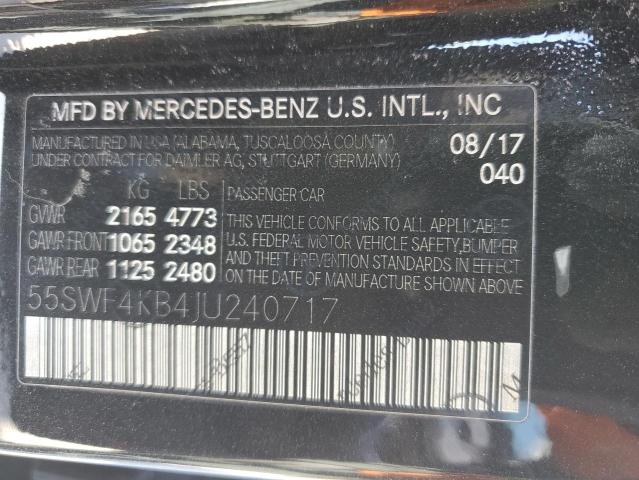 MFD BY MERCEDES-BENZ U.S. INTL., INC
MANUFACTURED IN USA (ALABAMA, TUSCALOOSA COUNTY) 08/17
UNDER CONTRACT FOR DAIMLER AG, STUTTGART (GERMANY) 040
KG LBS PASSENGER CAR
GVWR 2165 4773
GAWR FRONT 1065 2348
GAWR REAR 1125 2480
THIS VEHICLE CONFORMS TO ALL APPLICABLE
U.S. FEDERAL MOTOR VEHICLE SAFETY, BUMPER
AND THEFT PREVENTION STANDARDS IN EFFECT
ON THE DATE OF MANUFACTURE SHOWN ABOVE.
55SWF4KB4JU240717